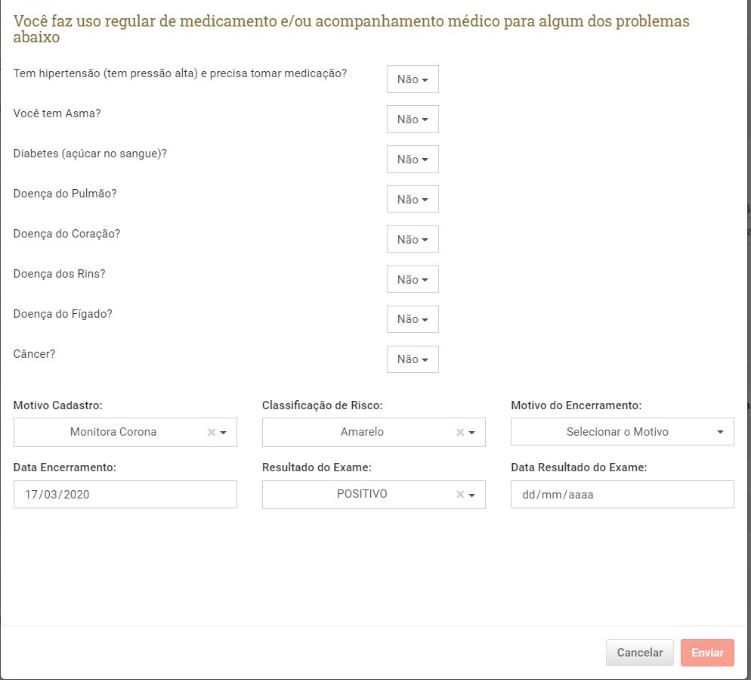 Você faz uso regular de medicamento e/ou acompanhamento médico para algum dos problemas
abaixo
Tem hipertensão (tem pressão alta) e precisa tomar medicação? Não
Você tem Asma? Não
Diabetes (açúcar no sangue)? Não
Doença do Pulmão? Não
Doença do Coração? Não
Doença dos Rins? Não
Doença do Fígado? Não
Câncer? Não
Motivo Cadastro: Classificação de Risco: Motivo do Encerramento:
Monitora Corona × Amarelo × Selecionar o Motivo
Data Encerramento: Resultado do Exame: Data Resultado do Exame:
17/03/2020 POSITIVO × dd/mm/aaaa
Cancelar Enviar